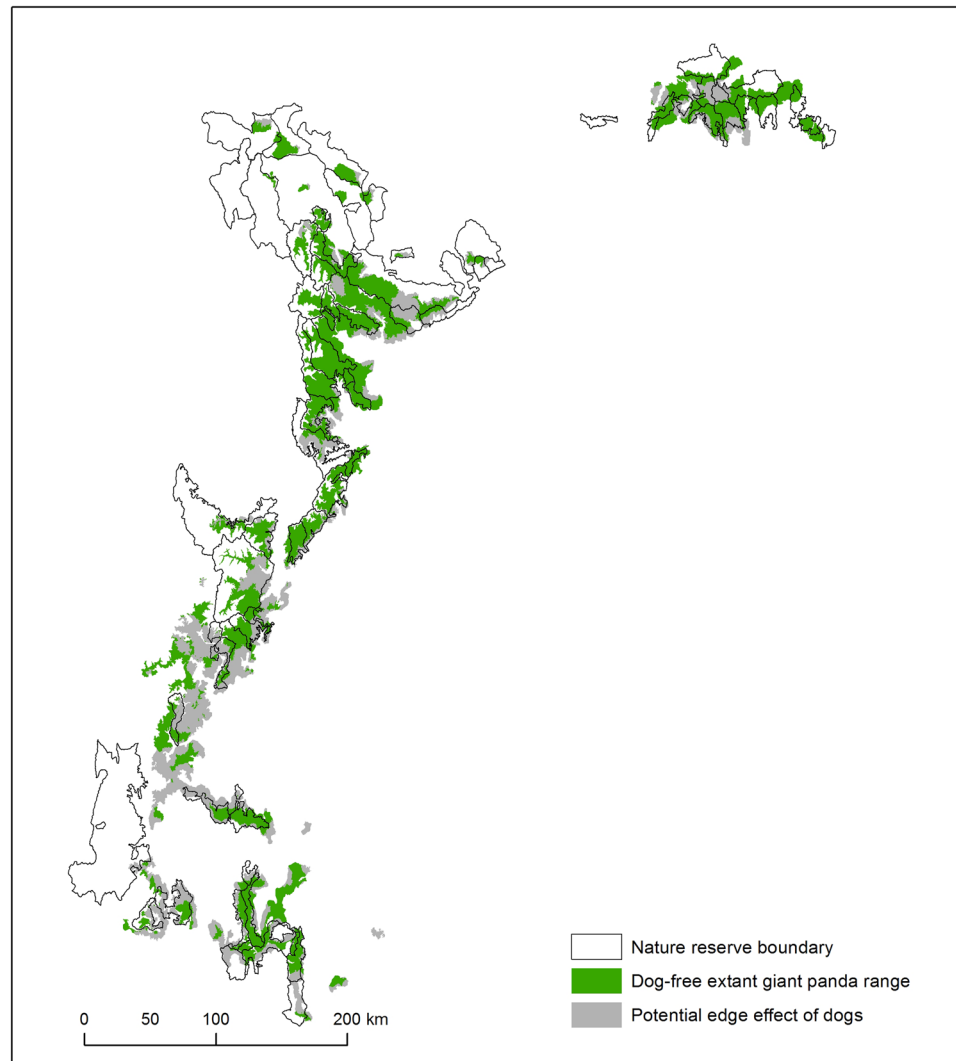 Nature reserve boundary
Dog-free extant giant panda range
Potential edge effect of dogs
0 50 100 200 km